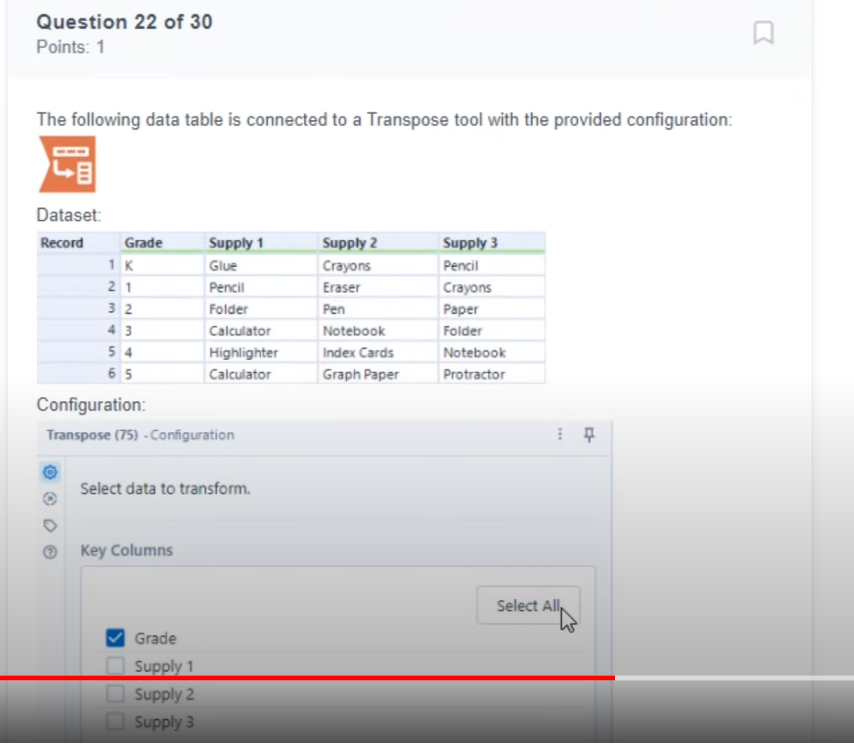 Question 22 of 30
Points: 1
The following data table is connected to a Transpose tool with the provided configuration:
Dataset:
Record Grade Supply 1 Supply 2 Supply 3
1 K Glue Crayons Pencil
2 1 Pencil Eraser Crayons
3 2 Folder Pen Paper
4 3 Calculator Notebook Folder
5 4 Highlighter Index Cards Notebook
6 5 Calculator Graph Paper Protractor
Configuration:
Transpose (75) - Configuration
Select data to transform.
Key Columns
Select All
Grade
Supply 1
Supply 2
Supply 3